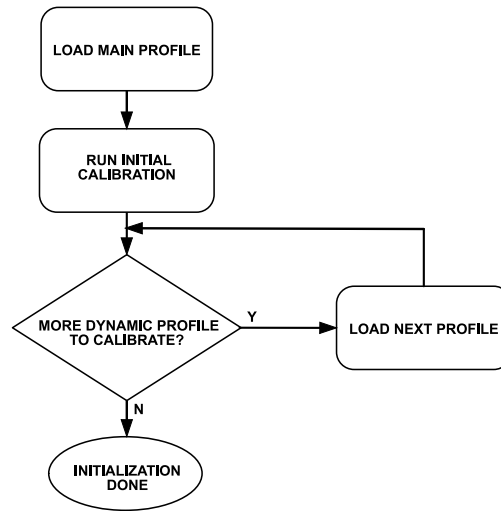 LOAD MAIN PROFILE
RUN INITIAL
CALIBRATION
MORE DYNAMIC PROFILE
TO CALIBRATE?
Y
LOAD NEXT PROFILE
N
INITIALIZATION
DONE